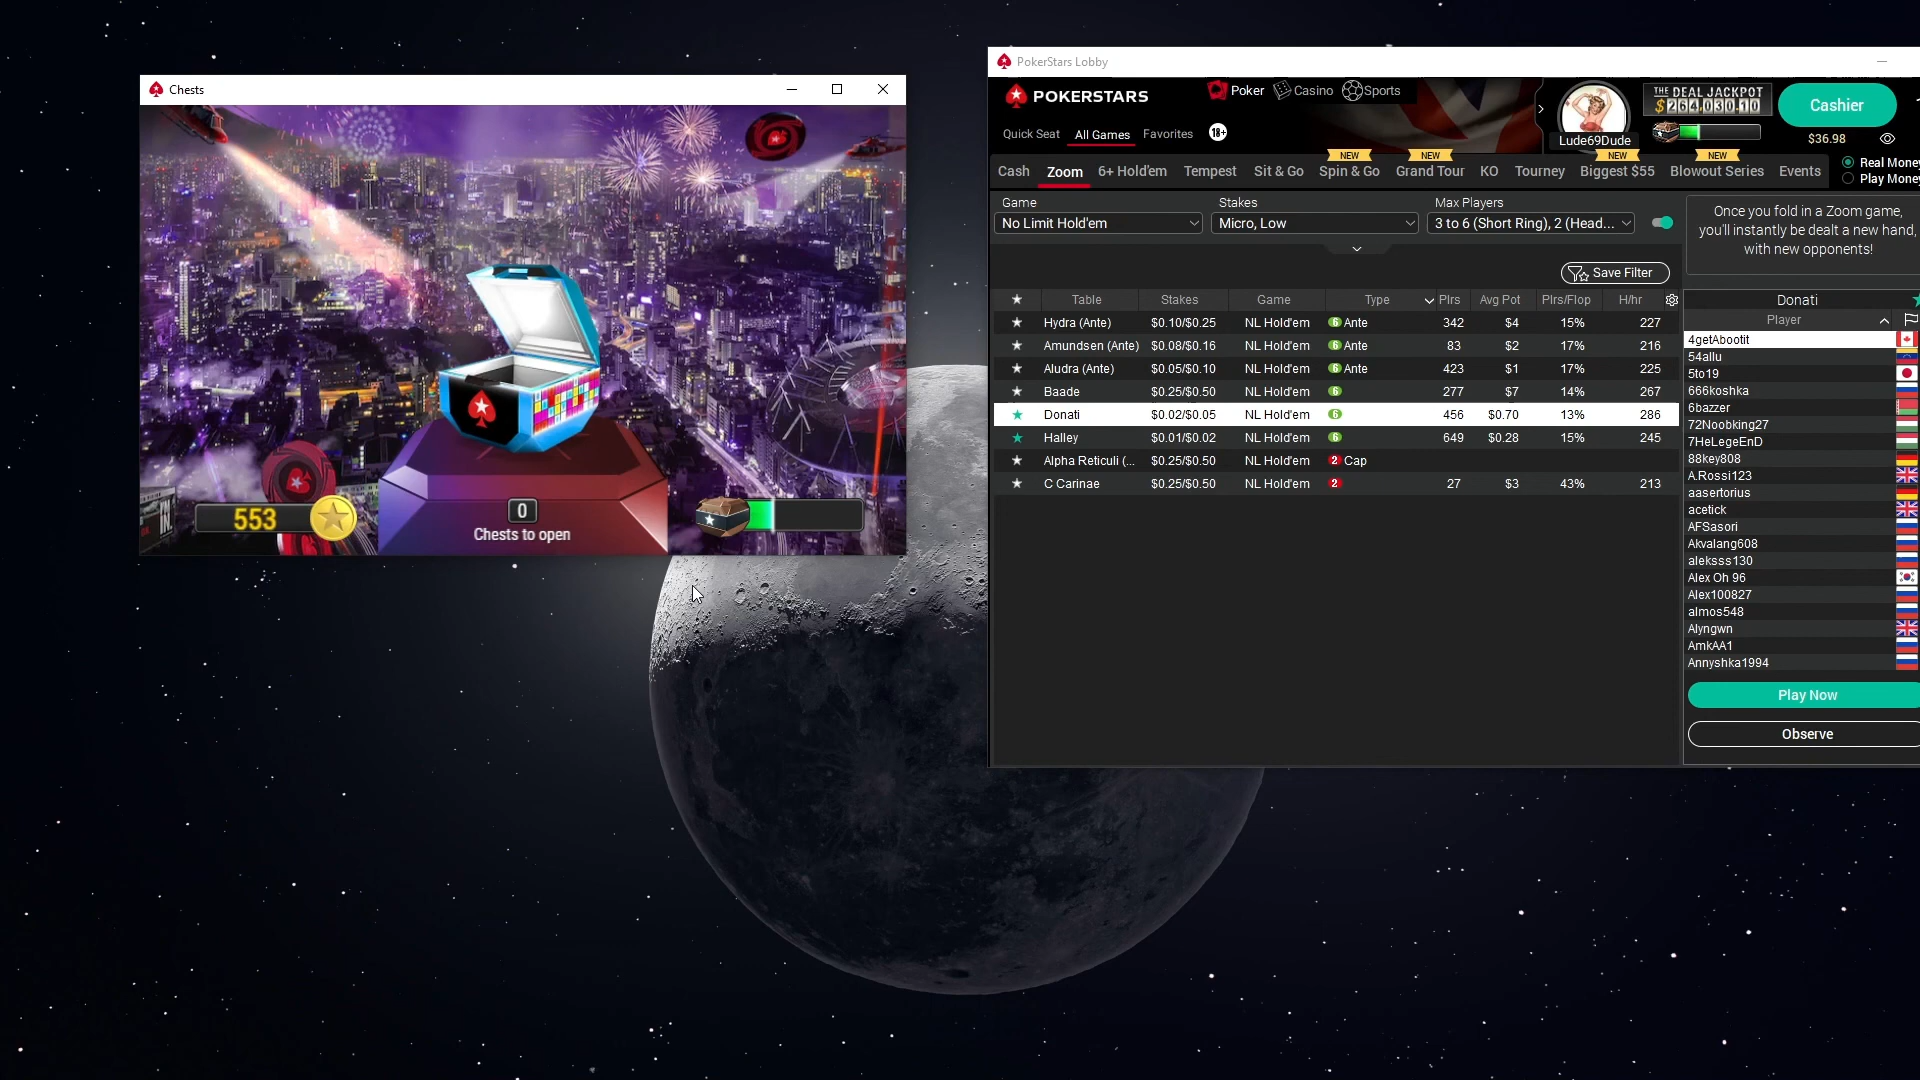 Chests
553
0
Chests to open
PokerStars Lobby
POKERSTARS
Poker
Casino
Sports
Quick Seat
All Games
Favorites
18+
Lude69Dude
THE DEAL JACKPOT
$264,030.10
Cashier
$36.98
NEW
NEW
NEW
NEW
Cash
Zoom
6+ Hold'em
Tempest
Sit & Go
Spin & Go
Grand Tour
KO
Tourney
Biggest $55
Blowout Series
Events
Real Money
Play Money
Game
Stakes
Max Players
No Limit Hold'em
Micro, Low
3 to 6 (Short Ring), 2 (Head...
Save Filter
Once you fold in a Zoom game,
you'll instantly be dealt a new hand,
with new opponents!
Table Stakes Game Type Plrs Avg Pot Plrs/Flop H/hr
Hydra (Ante) $0.10/$0.25 NL Hold'em 6 Ante 342 $4 15% 227
Amundsen (Ante) $0.08/$0.16 NL Hold'em 6 Ante 83 $2 17% 216
Aludra (Ante) $0.05/$0.10 NL Hold'em 6 Ante 423 $1 17% 225
Baade $0.25/$0.50 NL Hold'em 6 277 $7 14% 267
Donati $0.02/$0.05 NL Hold'em 6 456 $0.70 13% 286
Halley $0.01/$0.02 NL Hold'em 6 649 $0.28 15% 245
Alpha Reticuli (... $0.25/$0.50 NL Hold'em 2 Cap
C Carinae $0.25/$0.50 NL Hold'em 2 27 $3 43% 213
Donati
Player
4getAbootit
54allu
5to19
666koshka
6bazzer
72Noobking27
7HeLegeEnD
88key808
A.Rossi123
aasertorius
acetick
AFSasori
Akvalang608
aleksss130
Alex Oh 96
Alex100827
almos548
Alyngwn
AmkAA1
Annyshka1994
Play Now
Observe